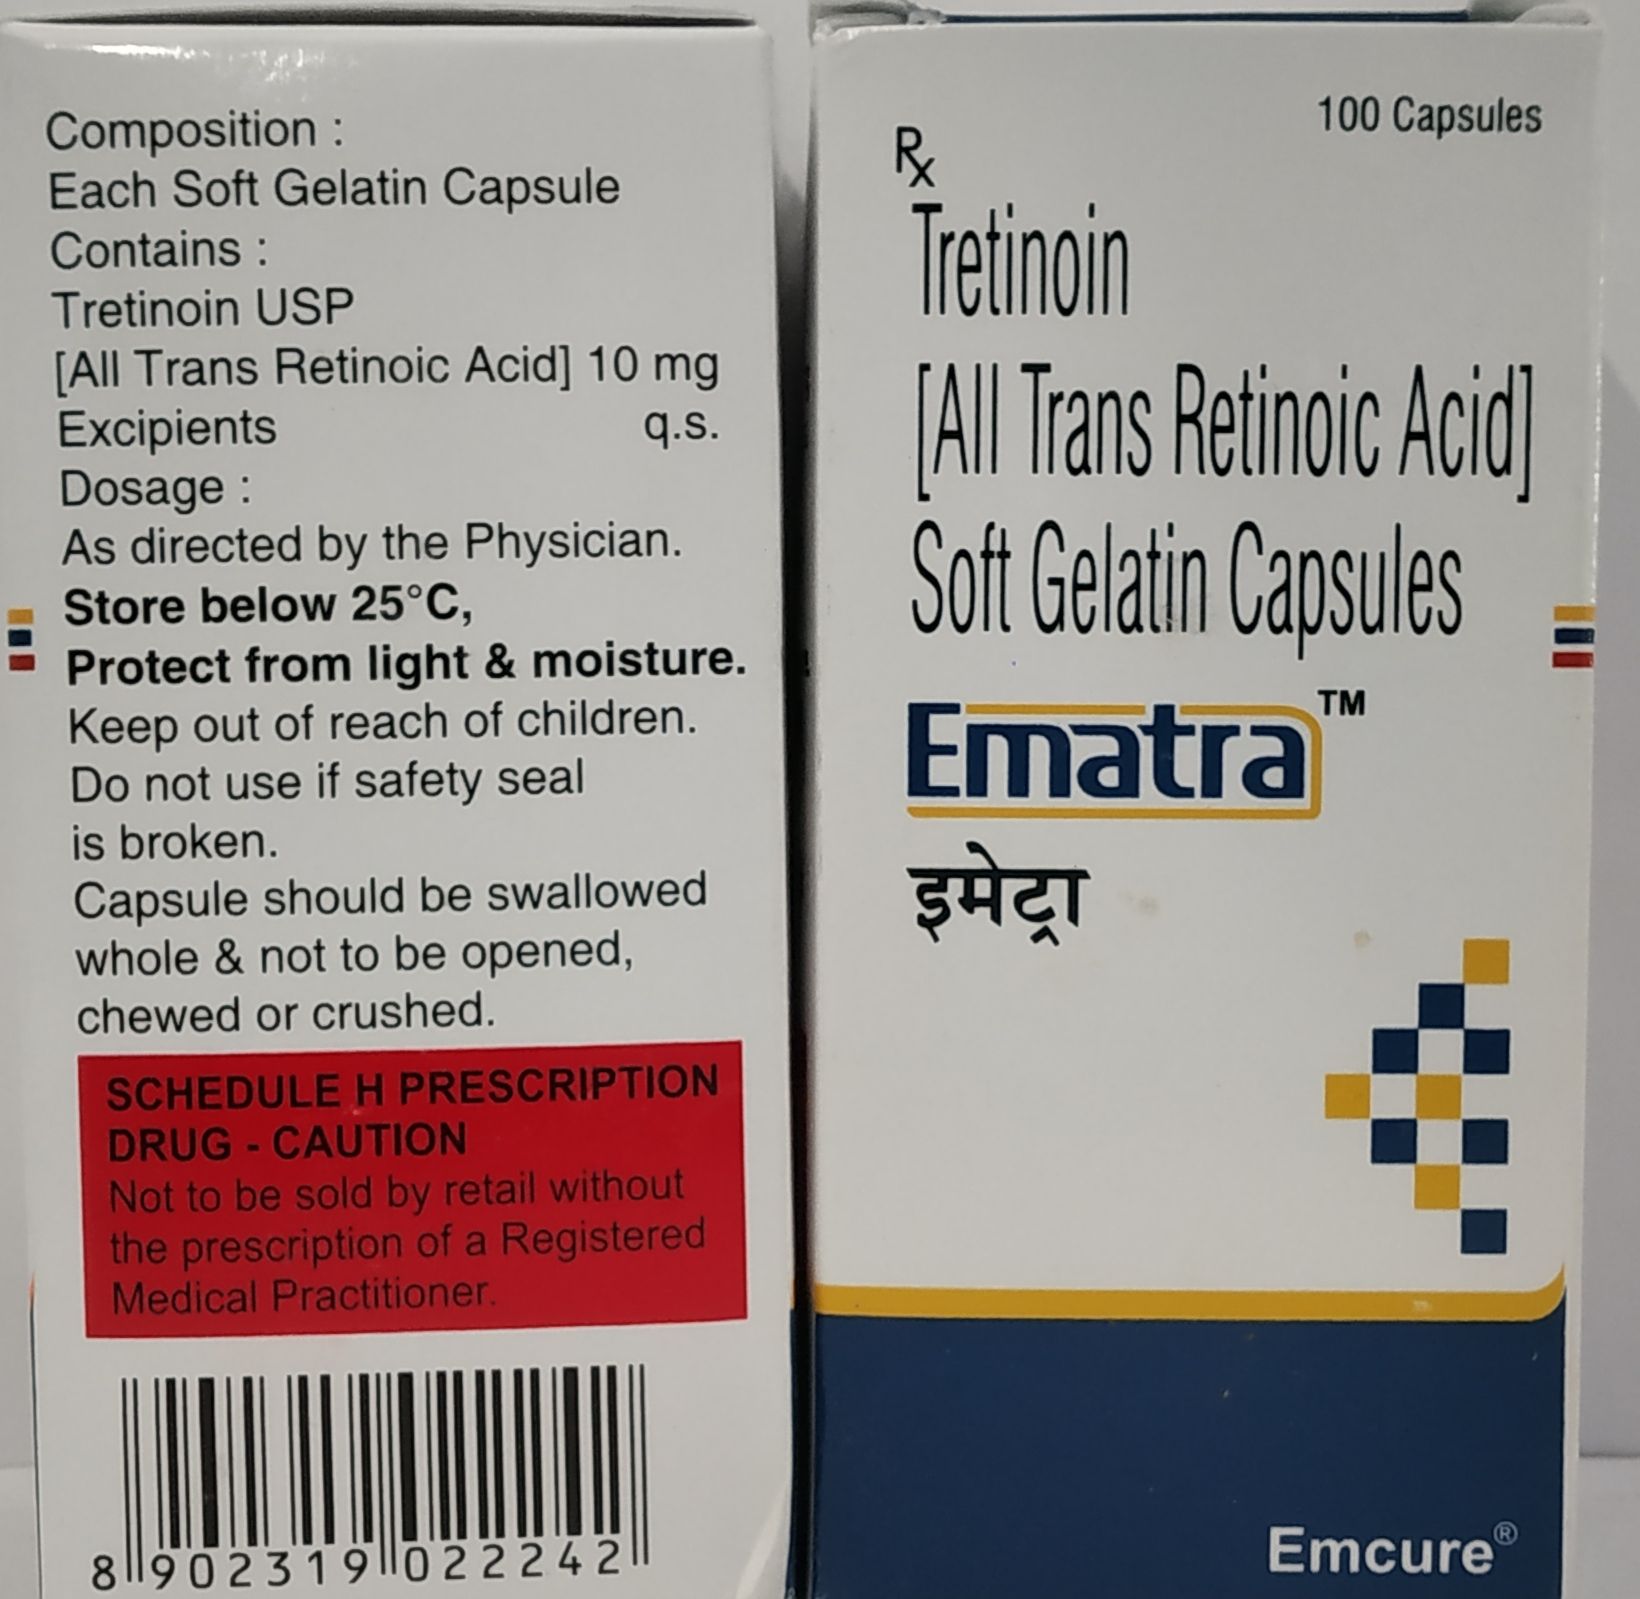 Composition :
Each Soft Gelatin Capsule
Contains :
Tretinoin USP
[All Trans Retinoic Acid] 10 mg
Excipients q.s.
Dosage :
As directed by the Physician.
Store below 25°C,
Protect from light & moisture.
Keep out of reach of children.
Do not use if safety seal
is broken.
Capsule should be swallowed
whole & not to be opened,
chewed or crushed.
SCHEDULE H PRESCRIPTION
DRUG - CAUTION
Not to be sold by retail without
the prescription of a Registered
Medical Practitioner.
8 902319 022242
100 Capsules
Rx
Tretinoin
[All Trans Retinoic Acid]
Soft Gelatin Capsules
Ematra™
इमेट्रा
Emcure®